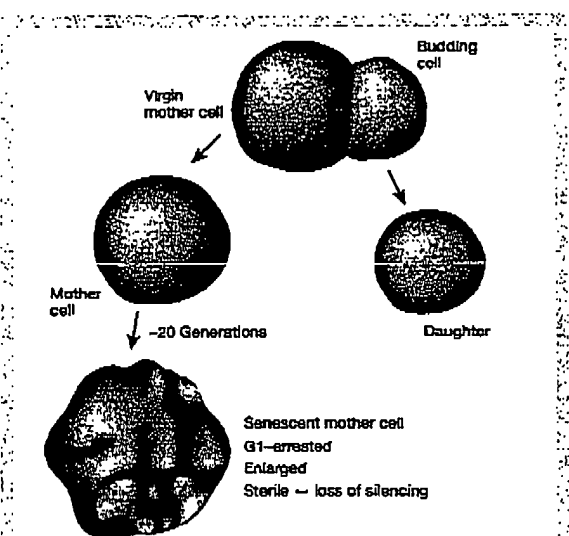 Budding
cell
Virgin
mother cell
Mother
cell
~20 Generations
Daughter
Senescent mother cell
G1–arrested
Enlarged
Sterile — loss of silencing